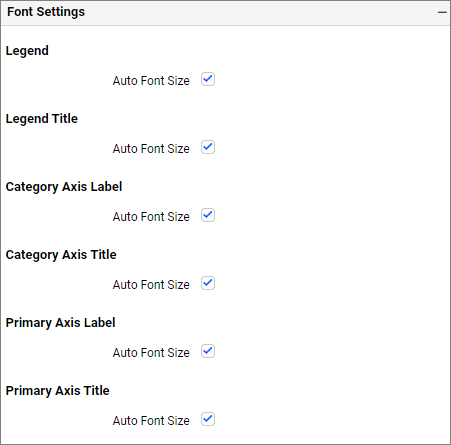 Font Settings
Legend
Auto Font Size
Legend Title
Auto Font Size
Category Axis Label
Auto Font Size
Category Axis Title
Auto Font Size
Primary Axis Label
Auto Font Size
Primary Axis Title
Auto Font Size